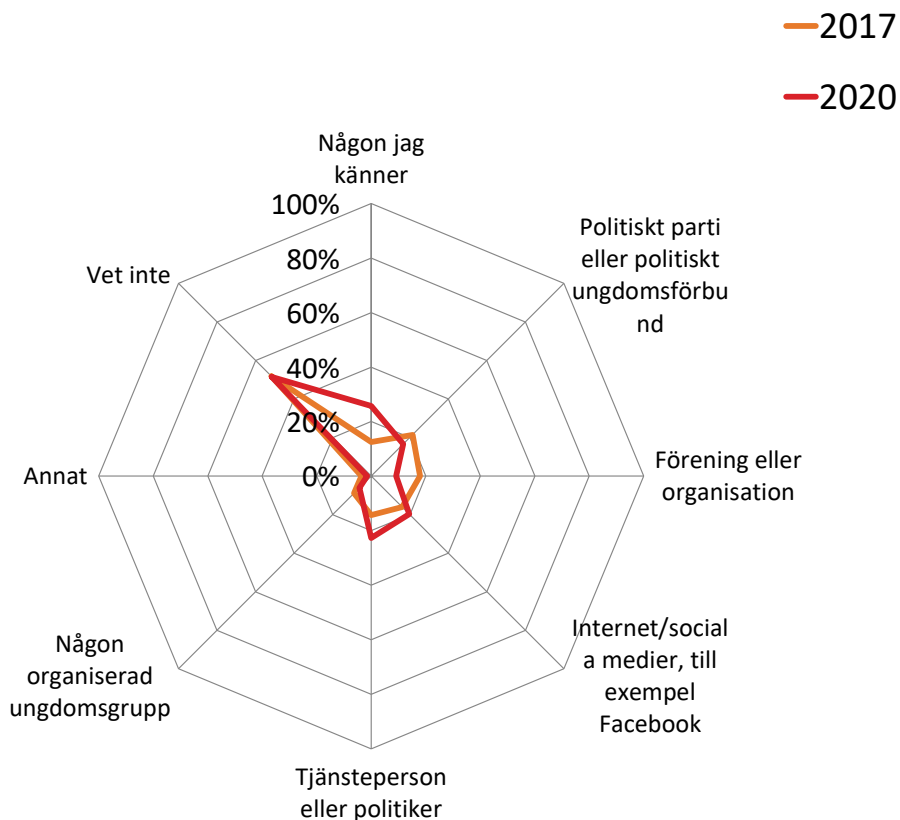 2017
2020
Någon jag
känner
100%
80%
60%
40%
20%
0%
Politiskt parti
eller politiskt
ungdomsförbu
nd
Förening eller
organisation
Internet/social
a medier, till
exempel
Facebook
Tjänsteperson
eller politiker
Någon
organiserad
ungdomsgrupp
Annat
Vet inte